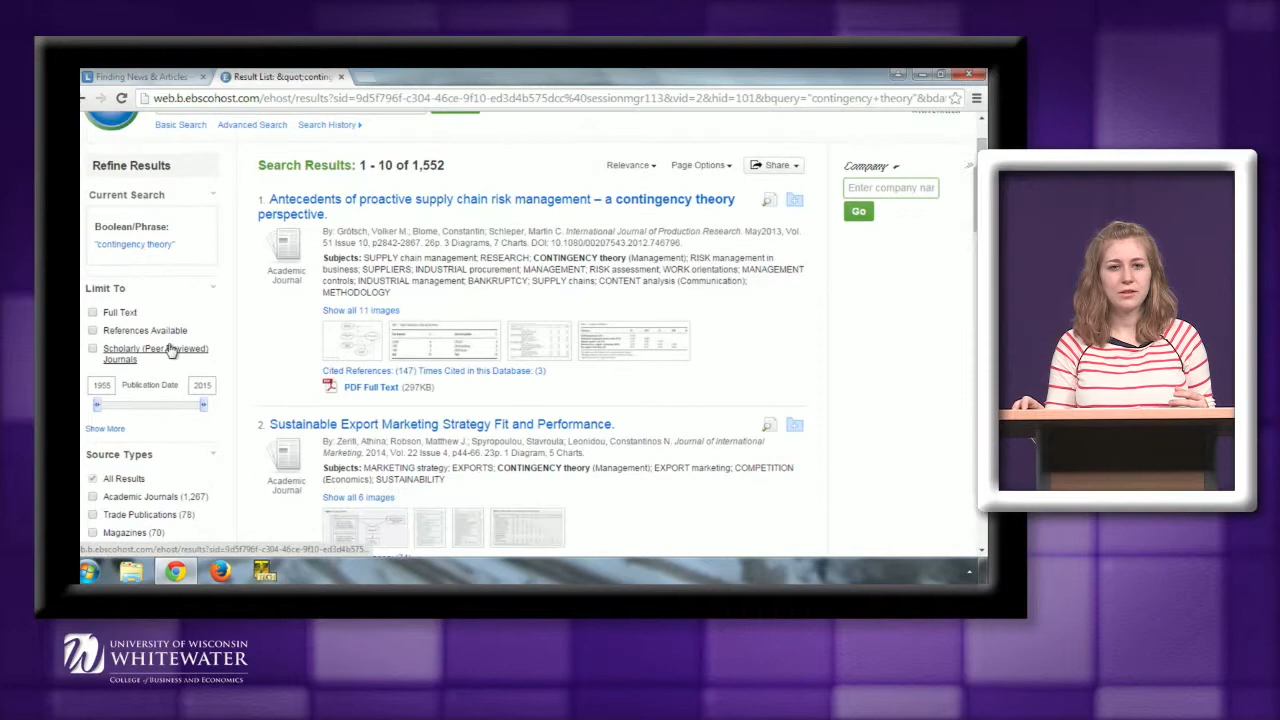 Finding News & Articles
Result List: &quot;conting
web.b.ebscohost.com/ehost/results?sid=9d5f796f-c304-46ce-9f10-ed3d4b575dcc%40sessionmgr113&vid=2&hid=101&bquery="contingency+theory"&bda
Basic Search Advanced Search Search History
WHITEWATER
Refine Results
Current Search
Boolean/Phrase:
"contingency theory"
Limit To
Full Text
References Available
Scholarly (Peer Reviewed)
Journals
1955 Publication Date 2015
Show More
Source Types
All Results
Academic Journals (1,267)
Trade Publications (78)
Magazines (70)
Search Results: 1 - 10 of 1,552
Relevance Page Options Share
1. Antecedents of proactive supply chain risk management – a contingency theory
perspective.
By: Grötsch, Volker M.; Blome, Constantin; Schleper, Martin C. International Journal of Production Research. May2013, Vol.
51 Issue 10, p2842-2867. 26p. 3 Diagrams, 7 Charts. DOI: 10.1080/00207543.2012.746796.
Academic
Journal
Subjects: SUPPLY chain management; RESEARCH; CONTINGENCY theory (Management); RISK management in
business; SUPPLIERS; INDUSTRIAL procurement; MANAGEMENT; RISK assessment; WORK orientations; MANAGEMENT
controls; INDUSTRIAL management; BANKRUPTCY; SUPPLY chains; CONTENT analysis (Communication);
METHODOLOGY
Show all 11 images
Cited References: (147) Times Cited in this Database: (3)
PDF Full Text (297KB)
2. Sustainable Export Marketing Strategy Fit and Performance.
By: Zeriti, Athina; Robson, Matthew J.; Spyropoulou, Stavroula; Leonidou, Constantinos N. Journal of International
Marketing. 2014, Vol. 22 Issue 4, p44-66. 23p. 1 Diagram, 5 Charts.
Academic
Journal
Subjects: MARKETING strategy; EXPORTS; CONTINGENCY theory (Management); EXPORT marketing; COMPETITION
(Economics); SUSTAINABILITY
Show all 6 images
Company
Enter company nar
Go
b.b.ebscohost.com/ehost/results?sid=9d5f796f-c304-46ce-9f10-ed3d4b575...
UNIVERSITY OF WISCONSIN
WHITEWATER
COLLEGE of BUSINESS AND ECONOMICS